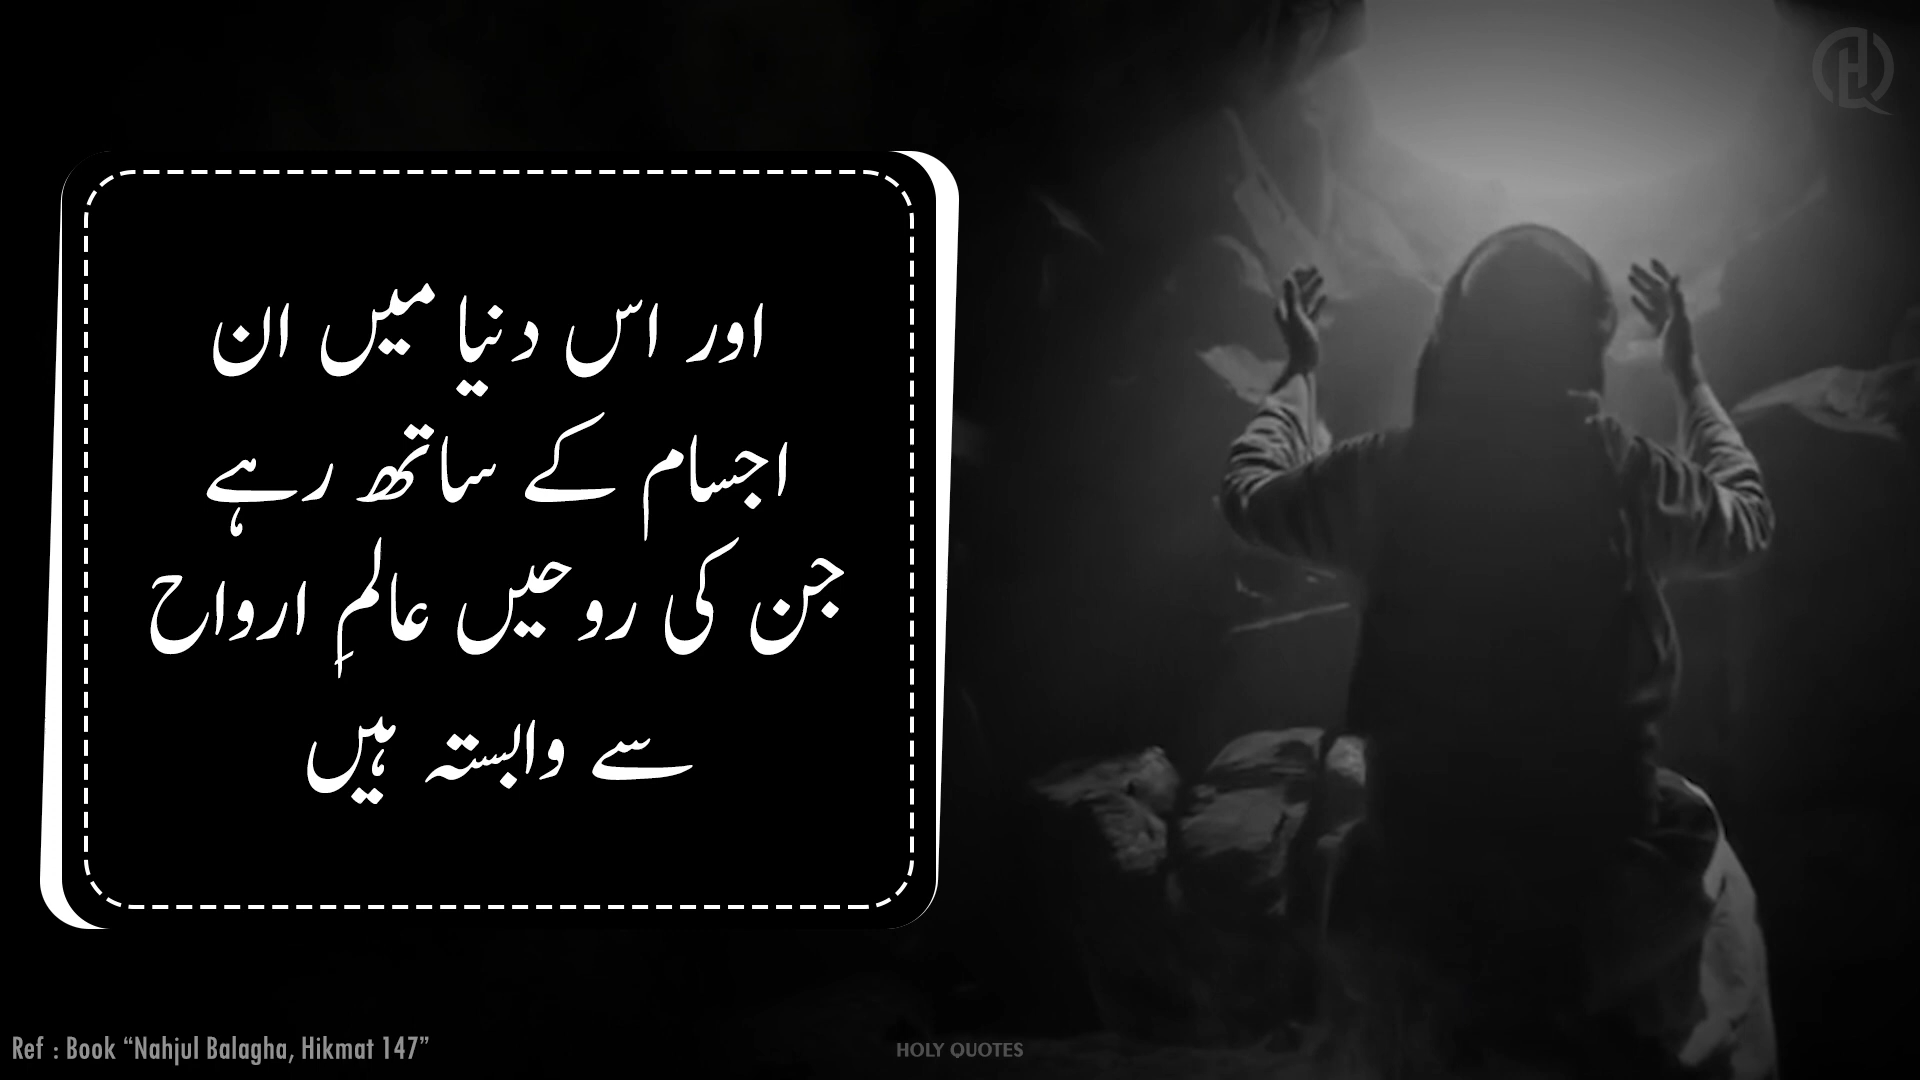 اور اس دنیا میں ان
اجسام کے ساتھ رہے
جن کی روحیں عالمِ ارواح
سے وابستہ ہیں
Ref : Book “Nahjul Balagha, Hikmat 147”
HOLY QUOTES